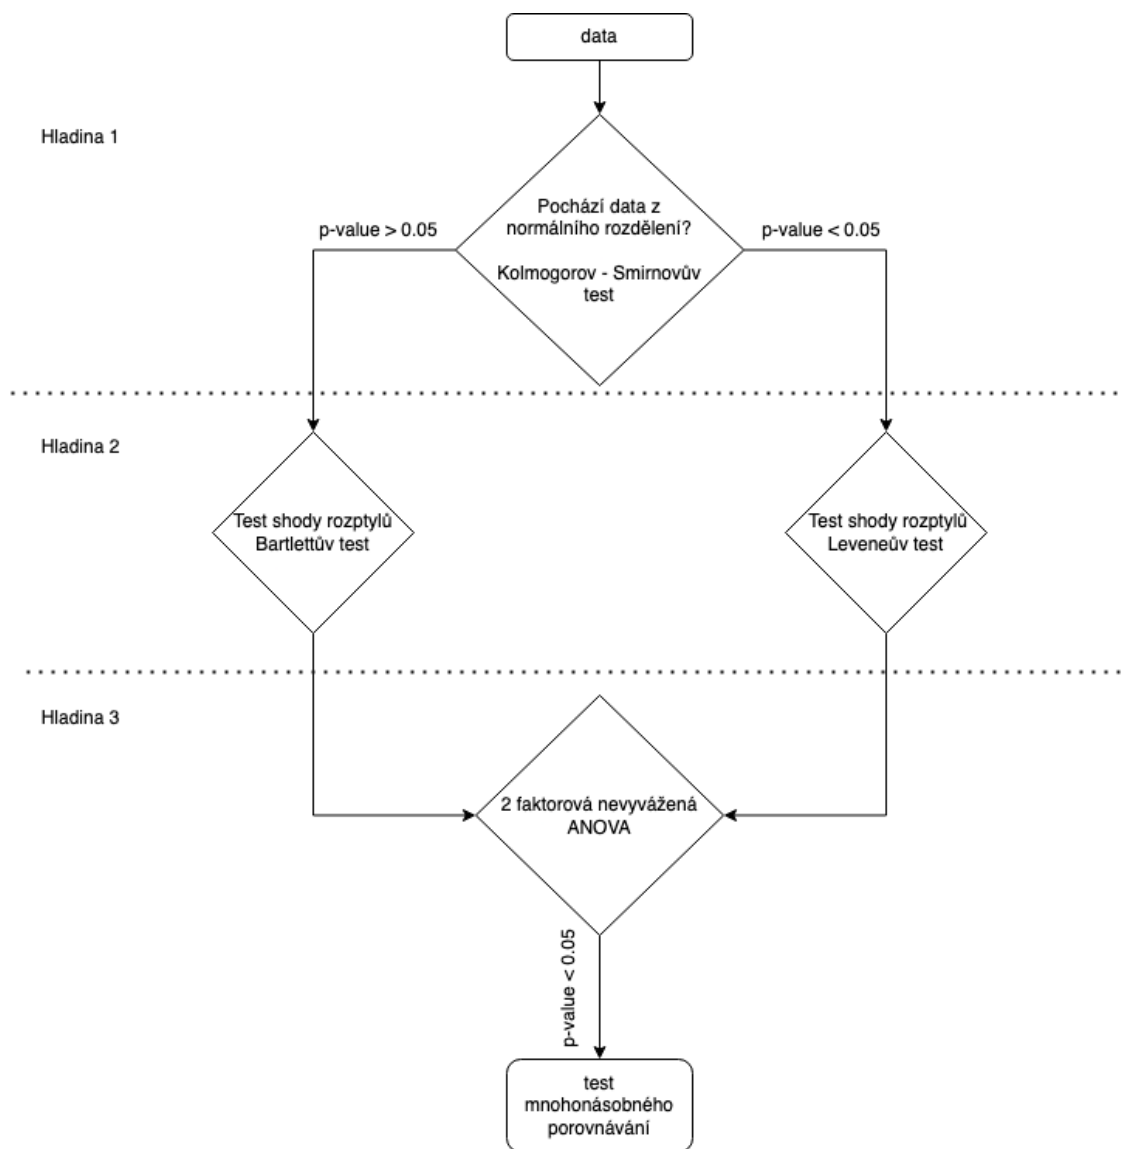 data
Hladina 1
Pochází data z
normálního rozdělení?
p-value > 0.05
p-value < 0.05
Kolmogorov - Smirnovův
test
Hladina 2
Test shody rozptylů
Bartlettův test
Test shody rozptylů
Leveneův test
Hladina 3
2 faktorová nevyvážená
ANOVA
p-value < 0.05
test
mnohonásobného
porovnávání